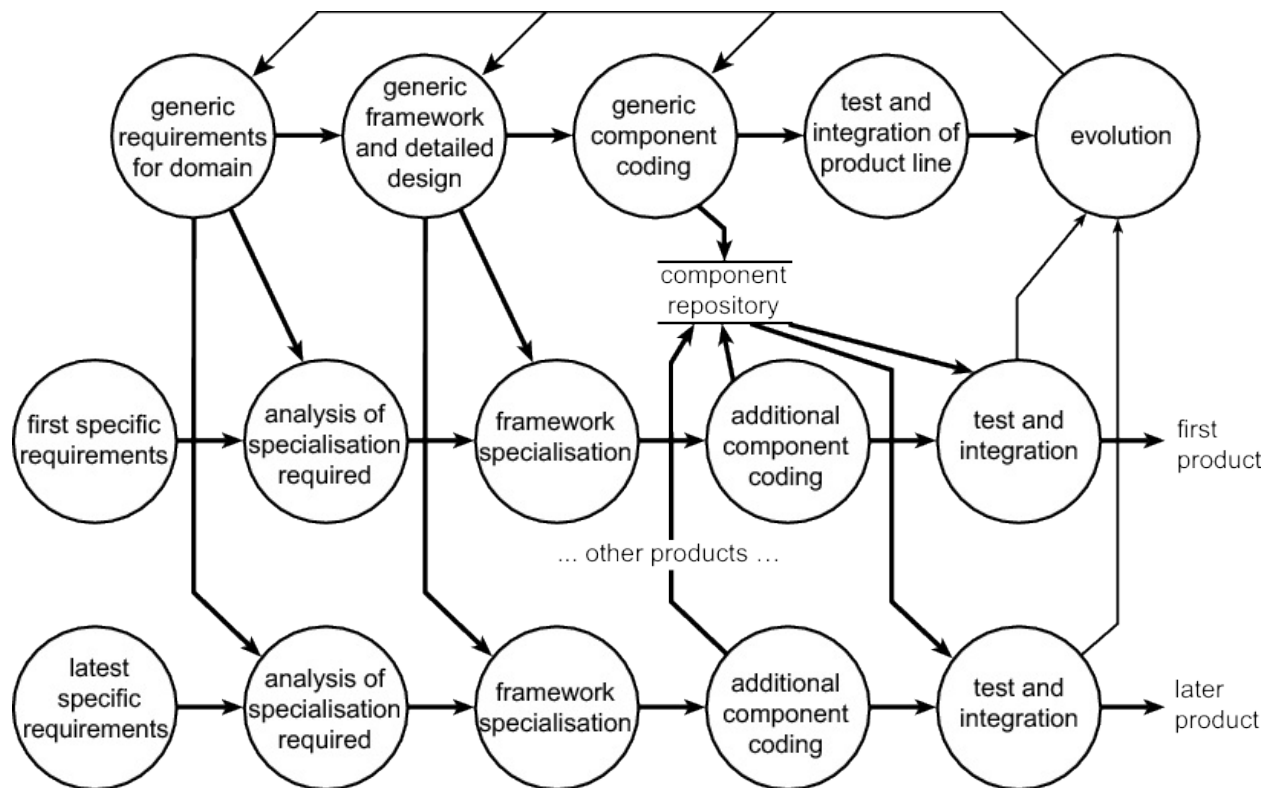 generic
requirements
for domain
generic
framework
and detailed
design
generic
component
coding
test and
integration of
product line
evolution
component
repository
first specific
requirements
analysis of
specialisation
required
framework
specialisation
additional
component
coding
test and
integration
first
product
... other products ...
latest
specific
requirements
analysis of
specialisation
required
framework
specialisation
additional
component
coding
test and
integration
later
product